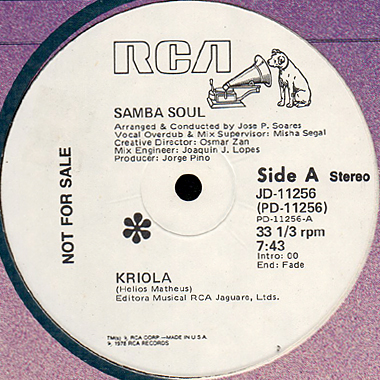 RCA
SAMBA SOUL
Arranged & Conducted by Jose P. Soares
Vocal Overdub & Mix Supervisor: Misha Segal
Creative Director: Osmar Zan
Mix Engineer: Joaquin J. Lopes
Producer: Jorge Pino
NOT FOR SALE
Side A Stereo
JD-11256
(PD-11256)
PD-11256-A
33 1/3 rpm
7:43
Intro: 00
End: Fade
KRIOLA
(Helios Matheus)
Editora Musical RCA Jaguare, Ltds.
RCA CORP—MADE IN U.S.A.
1978 RCA RECORDS